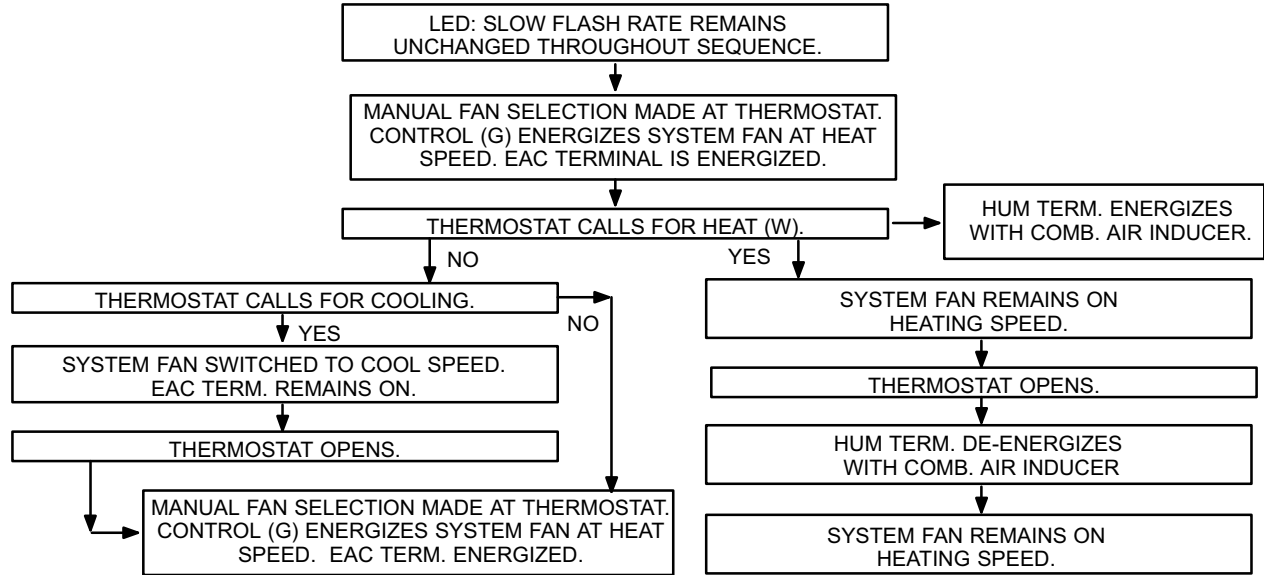 LED: SLOW FLASH RATE REMAINS
UNCHANGED THROUGHOUT SEQUENCE.
MANUAL FAN SELECTION MADE AT THERMOSTAT.
CONTROL (G) ENERGIZES SYSTEM FAN AT HEAT
SPEED. EAC TERMINAL IS ENERGIZED.
THERMOSTAT CALLS FOR HEAT (W).
HUM TERM. ENERGIZES
WITH COMB. AIR INDUCER.
NO
YES
THERMOSTAT CALLS FOR COOLING.
NO
YES
SYSTEM FAN SWITCHED TO COOL SPEED.
EAC TERM. REMAINS ON.
THERMOSTAT OPENS.
MANUAL FAN SELECTION MADE AT THERMOSTAT.
CONTROL (G) ENERGIZES SYSTEM FAN AT HEAT
SPEED.  EAC TERM. ENERGIZED.
SYSTEM FAN REMAINS ON
HEATING SPEED.
THERMOSTAT OPENS.
HUM TERM. DE-ENERGIZES
WITH COMB. AIR INDUCER
SYSTEM FAN REMAINS ON
HEATING SPEED.